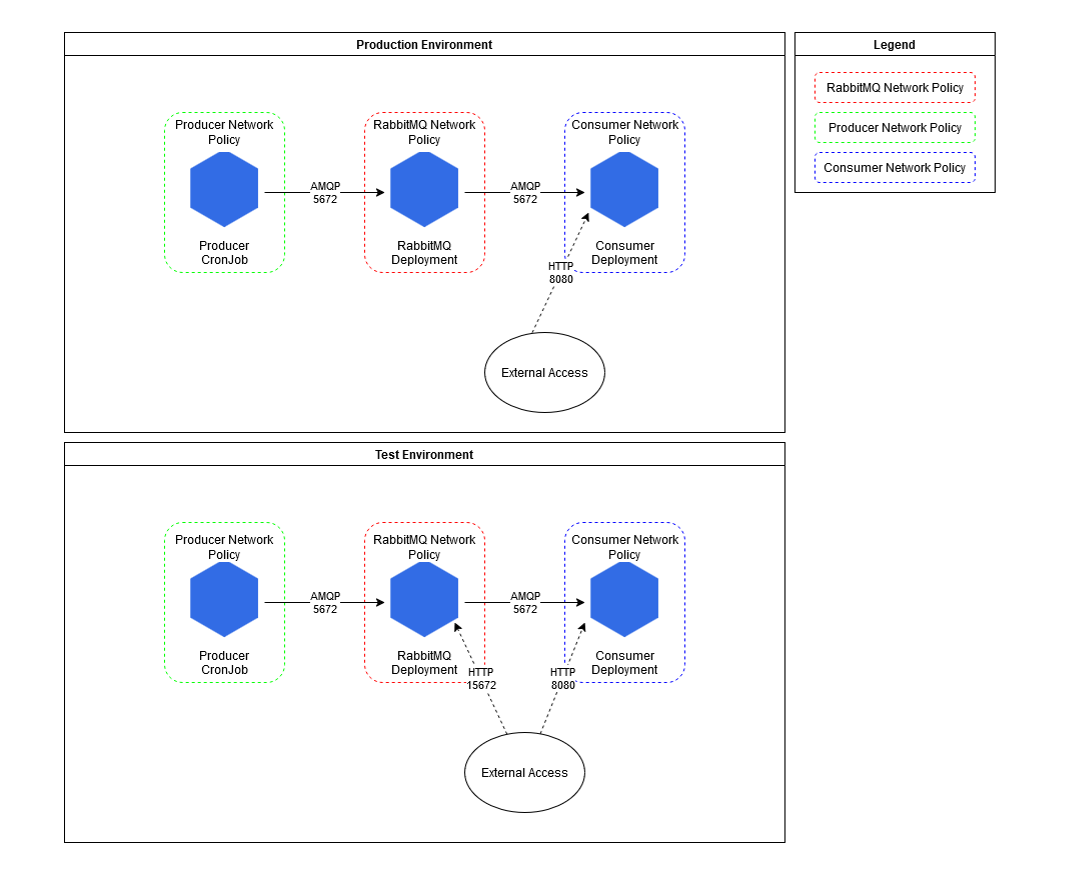 Production Environment
Legend
RabbitMQ Network Policy
Producer Network Policy
Consumer Network Policy
Producer Network
Policy
RabbitMQ Network
Policy
Consumer Network
Policy
AMQP
5672
AMQP
5672
Producer
CronJob
RabbitMQ
Deployment
Consumer
Deployment
HTTP
8080
External Access
Test Environment
Producer Network
Policy
RabbitMQ Network
Policy
Consumer Network
Policy
AMQP
5672
AMQP
5672
Producer
CronJob
RabbitMQ
Deployment
Consumer
Deployment
HTTP
15672
HTTP
8080
External Access